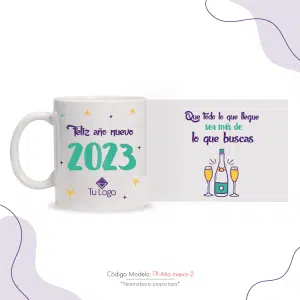 Feliz año nuevo
2023
Tu Logo
Que todo lo que llegue
sea más de
lo que buscas
Código Modelo: TP-Año nuevo 2
*Personaliza tu propia taza*